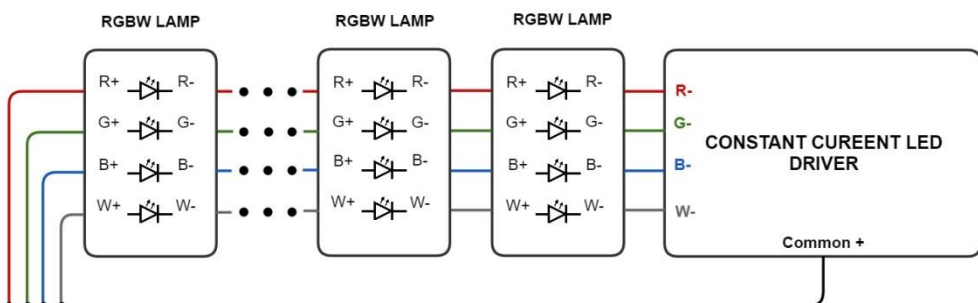 RGBW LAMP
RGBW LAMP
RGBW LAMP
R+ R-
G+ G-
B+ B-
W+ W-
R+ R-
G+ G-
B+ B-
W+ W-
R+ R-
G+ G-
B+ B-
W+ W-
R-
G-
B-
W-
CONSTANT CUREENT LED
DRIVER
Common +